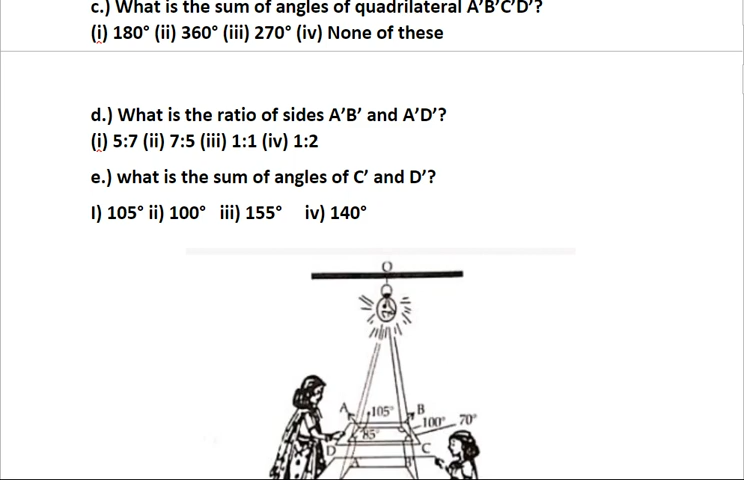 c.) What is the sum of angles of quadrilateral A’B’C’D’?
(i) 180° (ii) 360° (iii) 270° (iv) None of these
d.) What is the ratio of sides A’B’ and A’D’?
(i) 5:7 (ii) 7:5 (iii) 1:1 (iv) 1:2
e.) what is the sum of angles of C’ and D’?
I) 105° ii) 100° iii) 155° iv) 140°
O
A 105° B
100° 70°
85°
D C
A B'